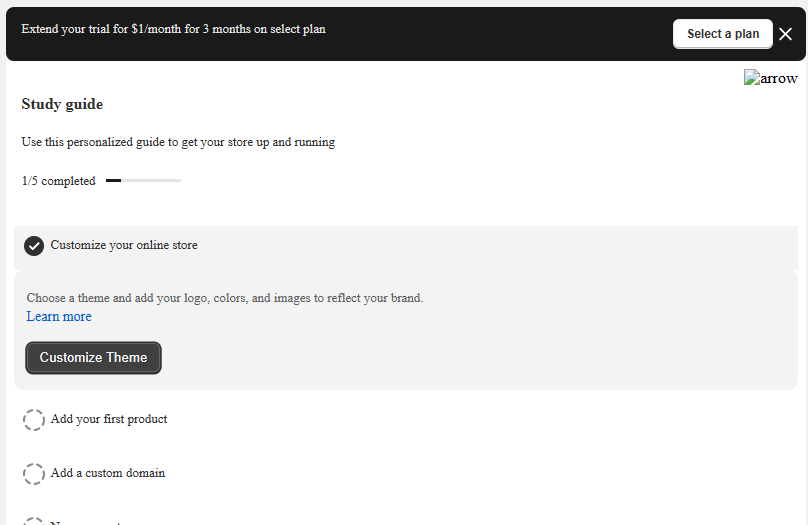 Extend your trial for $1/month for 3 months on select plan
Select a plan
arrow
Study guide
Use this personalized guide to get your store up and running
1/5 completed
Customize your online store
Choose a theme and add your logo, colors, and images to reflect your brand.
Learn more
Customize Theme
Add your first product
Add a custom domain